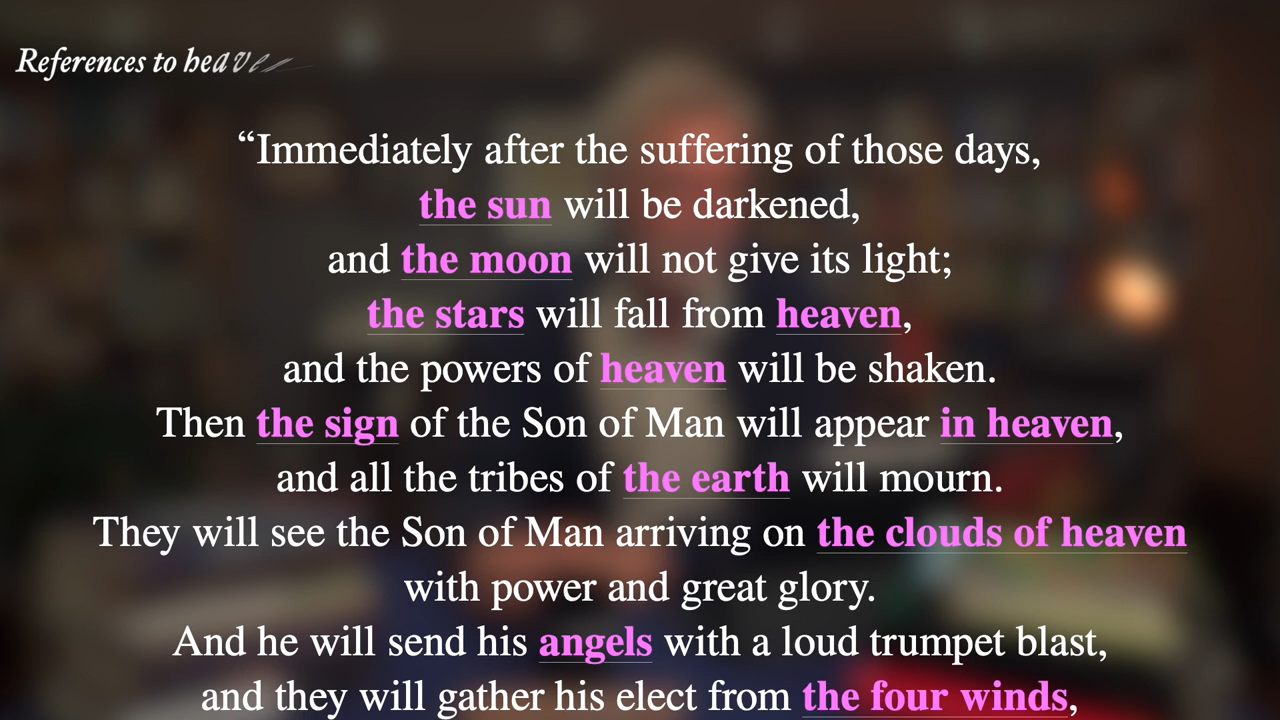 References to heave
“Immediately after the suffering of those days,
the sun will be darkened,
and the moon will not give its light;
the stars will fall from heaven,
and the powers of heaven will be shaken.
Then the sign of the Son of Man will appear in heaven,
and all the tribes of the earth will mourn.
They will see the Son of Man arriving on the clouds of heaven
with power and great glory.
And he will send his angels with a loud trumpet blast,
and they will gather his elect from the four winds,